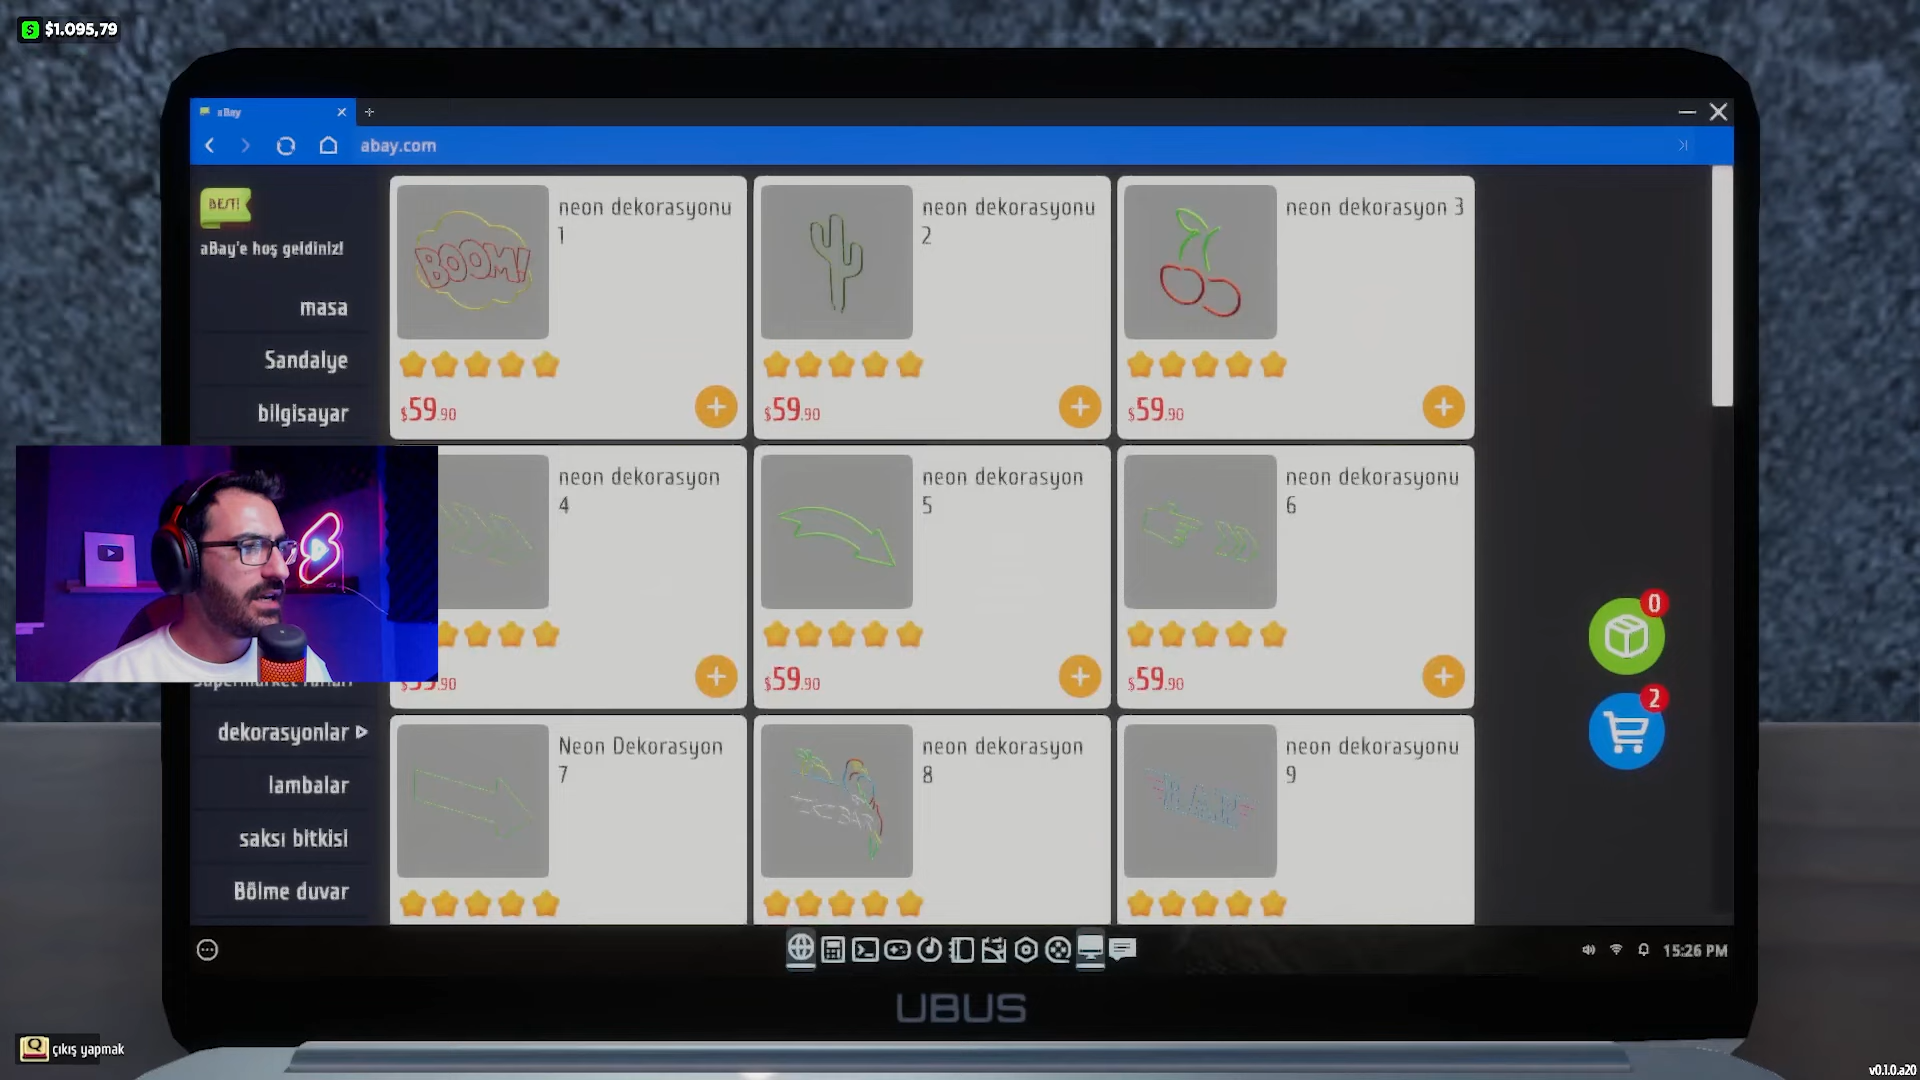 $ $1.095,79
aBay
abay.com
BEST!
aBay'e hoş geldiniz!
masa
Sandalye
bilgisayar
dekorasyonlar
lambalar
saksı bitkisi
Bölme duvar
neon dekorasyonu
1
$59.90
neon dekorasyonu
2
$59.90
neon dekorasyon 3
$59.90
neon dekorasyon
4
neon dekorasyon
5
$59.90
neon dekorasyonu
6
$59.90
Neon Dekorasyon
7
neon dekorasyon
8
neon dekorasyonu
9
BOOM!
0
2
15:26 PM
UBUS
Q çıkış yapmak
v0.1.0.a20